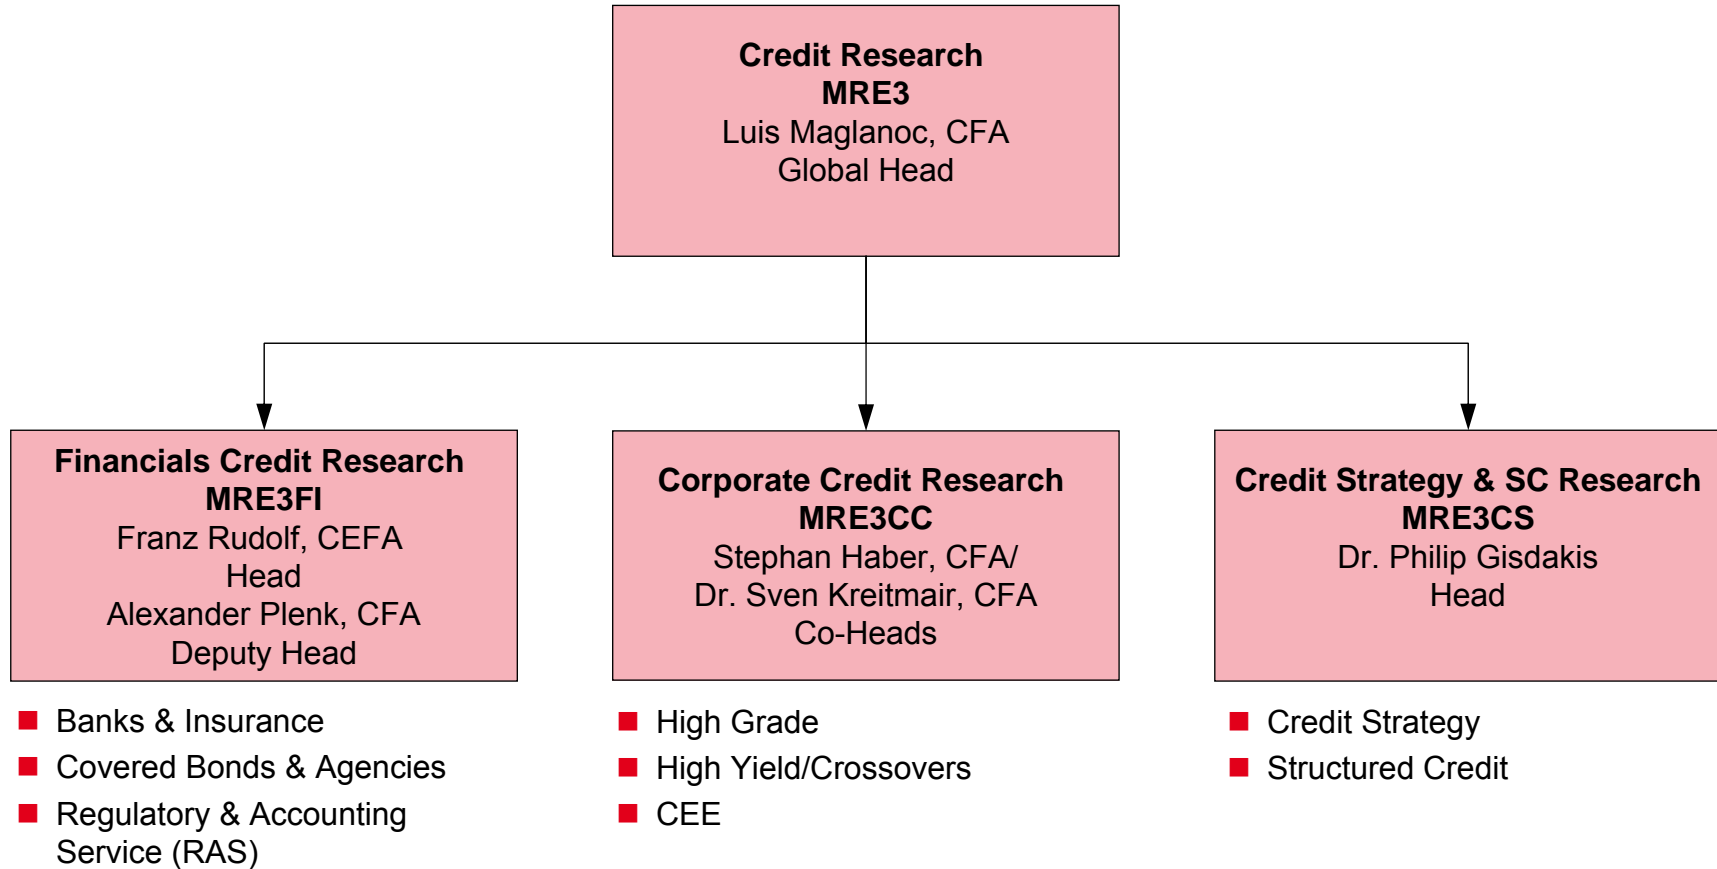 Credit Research
MRE3
Luis Maglanoc, CFA
Global Head
Financials Credit Research
MRE3FI
Franz Rudolf, CEFA
Head
Alexander Plenk, CFA
Deputy Head
Corporate Credit Research
MRE3CC
Stephan Haber, CFA/
Dr. Sven Kreitmair, CFA
Co-Heads
Credit Strategy & SC Research
MRE3CS
Dr. Philip Gisdakis
Head
Banks & Insurance
Covered Bonds & Agencies
Regulatory & Accounting
Service (RAS)
High Grade
High Yield/Crossovers
CEE
Credit Strategy
Structured Credit